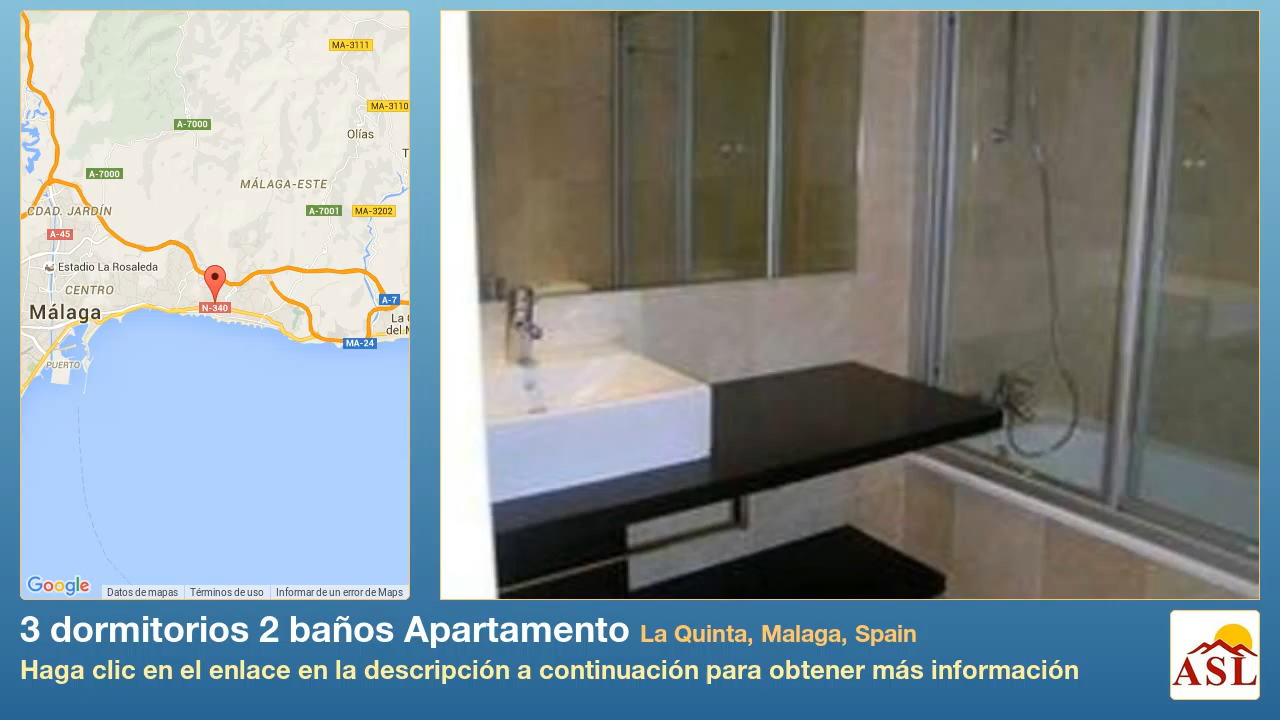 MA-3111
MA-3110
A-7000
Olías
T
A-7000
MÁLAGA-ESTE
CDAD. JARDÍN
A-7001
MA-3202
A-45
Estadio La Rosaleda
CENTRO
A-7
Málaga
N-340
La
del M
MA-24
PUERTO
Google
Datos de mapas
Términos de uso
Informar de un error de Maps
3 dormitorios 2 baños Apartamento La Quinta, Malaga, Spain
Haga clic en el enlace en la descripción a continuación para obtener más información
ASL